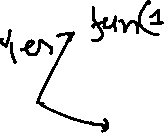 fun(1
yes